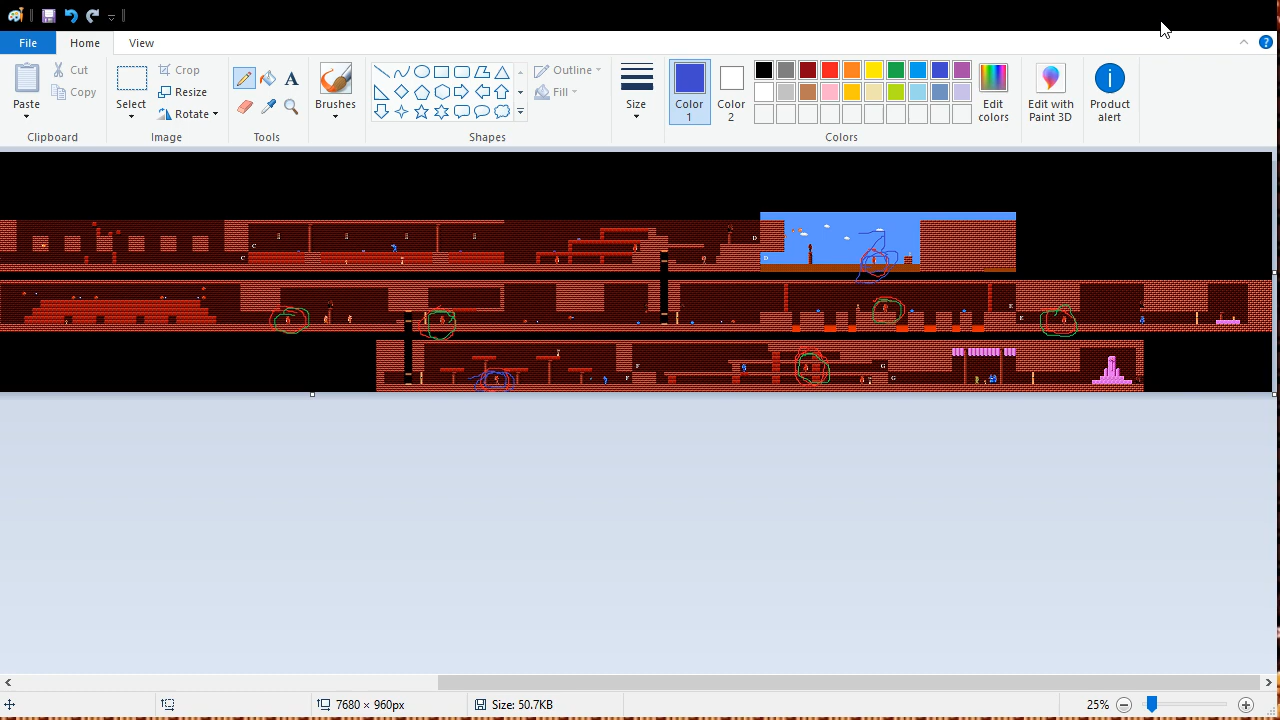 File
Home
View
Paste
Cut
Copy
Clipboard
Select
Crop
Resize
Rotate
Image
A
Tools
Brushes
Shapes
Outline
Fill
Size
Color
1
Color
2
Edit
colors
Colors
Edit with
Paint 3D
Product
alert
C
C
D
D
E
E
F
F
G
G
7680 × 960px
Size: 50.7KB
25%